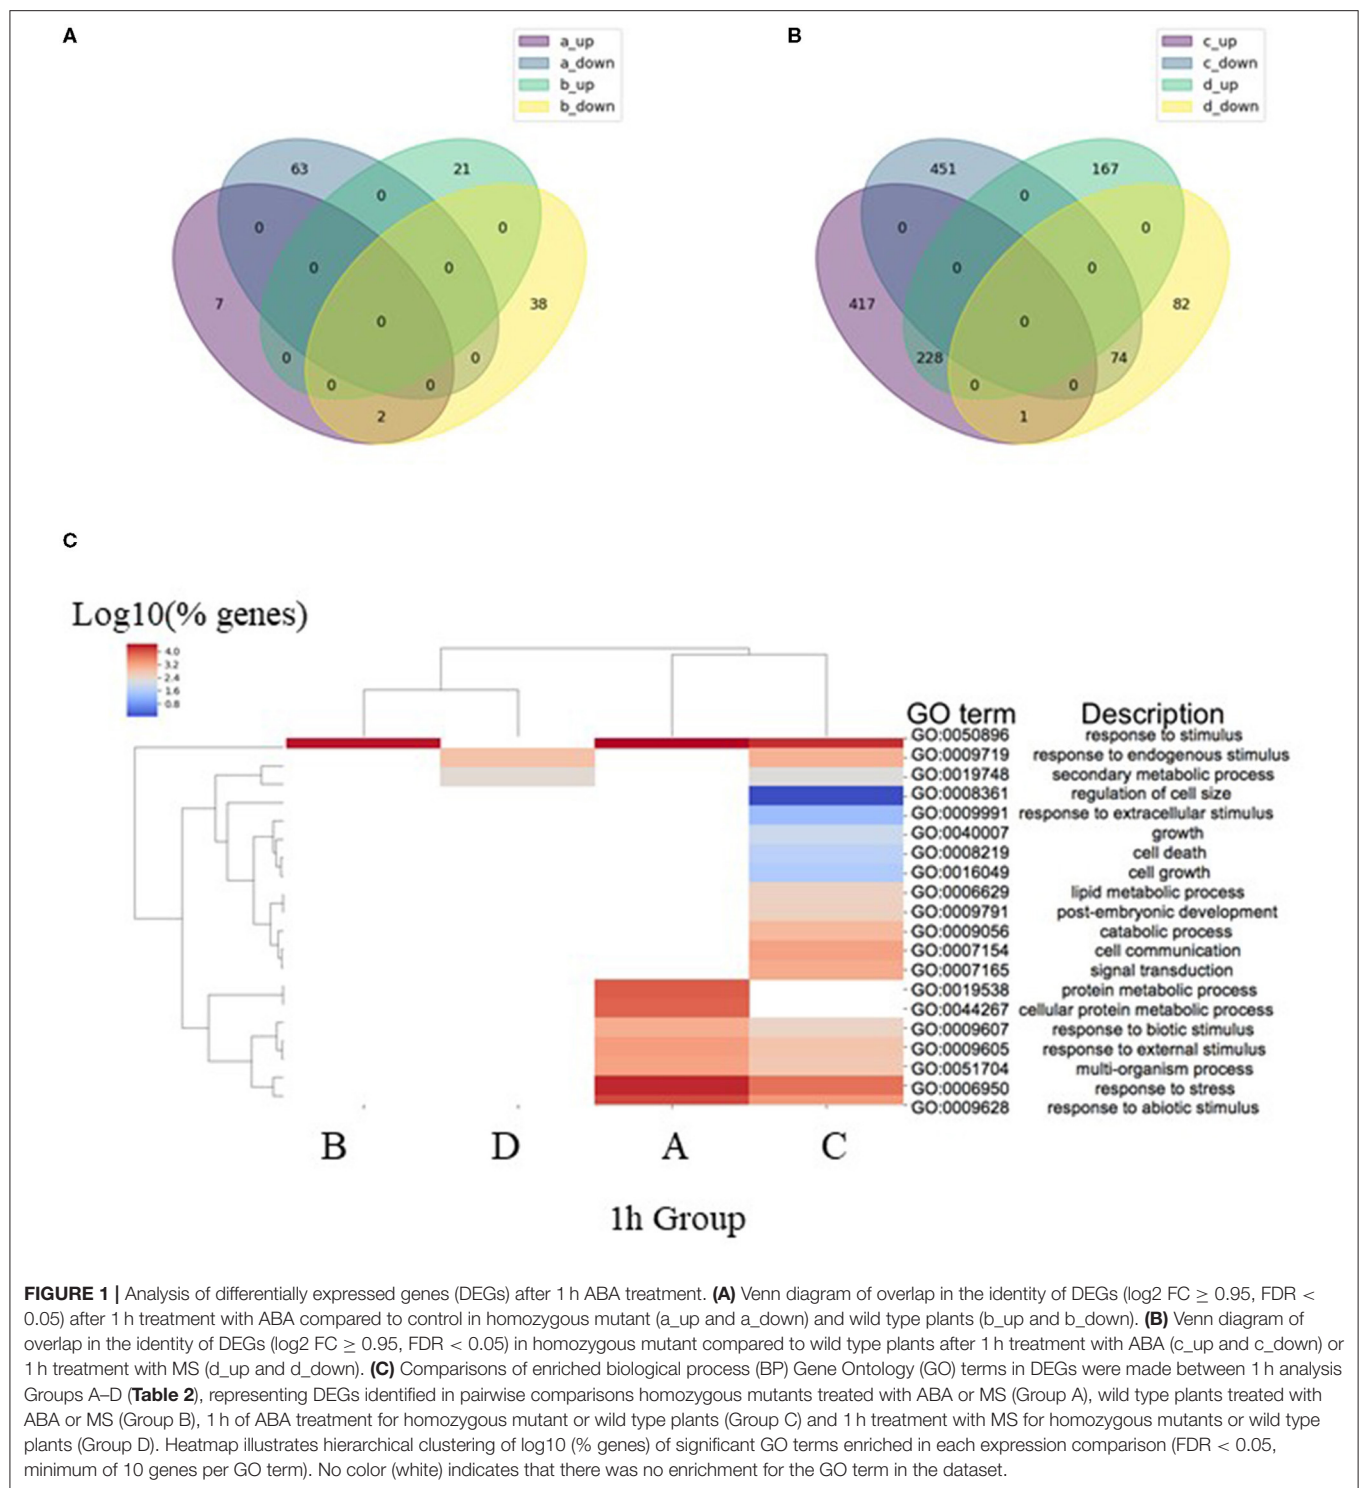 A
a_up
a_down
b_up
b_down
63
21
0
0
0
0
0
7
38
0
0
0
0
0
2
B
c_up
c_down
d_up
d_down
451
167
0
0
0
0
0
417
82
0
228
74
0
0
1
C
Log10(% genes)
4.0
3.2
2.4
1.6
0.8
GO term Description
GO:0050896 response to stimulus
GO:0009719 response to endogenous stimulus
GO:0019748 secondary metabolic process
GO:0008361 regulation of cell size
GO:0009991 response to extracellular stimulus
GO:0040007 growth
GO:0008219 cell death
GO:0016049 cell growth
GO:0006629 lipid metabolic process
GO:0009791 post-embryonic development
GO:0009056 catabolic process
GO:0007154 cell communication
GO:0007165 signal transduction
GO:0019538 protein metabolic process
GO:0044267 cellular protein metabolic process
GO:0009607 response to biotic stimulus
GO:0009605 response to external stimulus
GO:0051704 multi-organism process
GO:0006950 response to stress
GO:0009628 response to abiotic stimulus
B D A C
1h Group
FIGURE 1 | Analysis of differentially expressed genes (DEGs) after 1 h ABA treatment. (A) Venn diagram of overlap in the identity of DEGs (log2 FC ≥ 0.95, FDR <
0.05) after 1 h treatment with ABA compared to control in homozygous mutant (a_up and a_down) and wild type plants (b_up and b_down). (B) Venn diagram of
overlap in the identity of DEGs (log2 FC ≥ 0.95, FDR < 0.05) in homozygous mutant compared to wild type plants after 1 h treatment with ABA (c_up and c_down) or
1 h treatment with MS (d_up and d_down). (C) Comparisons of enriched biological process (BP) Gene Ontology (GO) terms in DEGs were made between 1 h analysis
Groups A–D (Table 2), representing DEGs identified in pairwise comparisons homozygous mutants treated with ABA or MS (Group A), wild type plants treated with
ABA or MS (Group B), 1 h of ABA treatment for homozygous mutant or wild type plants (Group C) and 1 h treatment with MS for homozygous mutants or wild type
plants (Group D). Heatmap illustrates hierarchical clustering of log10 (% genes) of significant GO terms enriched in each expression comparison (FDR < 0.05,
minimum of 10 genes per GO term). No color (white) indicates that there was no enrichment for the GO term in the dataset.